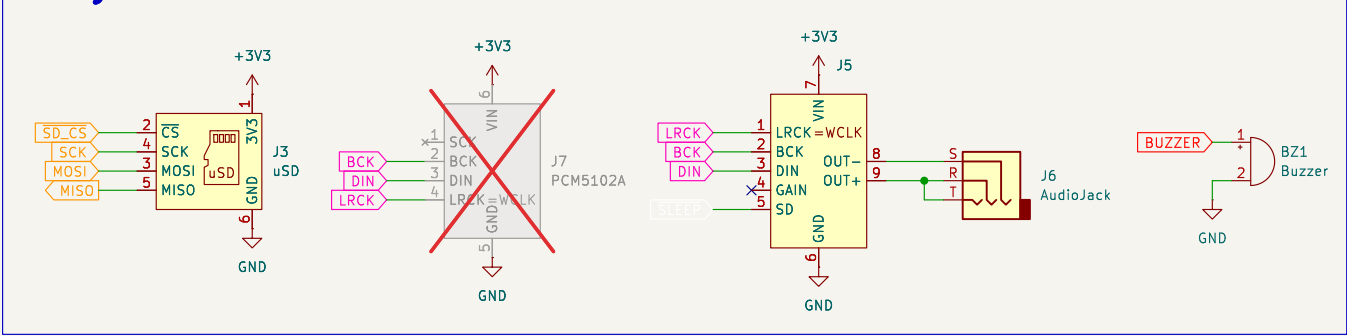 +3V3
1
SD_CS
2
CS
3V3
SCK
4
SCK
MOSI
3
MOSI
MISO
5
MISO
uSD
GND
6
J3
uSD
GND
+3V3
6
VIN
1
SCK
BCK
2
BCK
DIN
3
DIN
LRCK
4
LRCK=WCLK
GND
5
J7
PCM5102A
GND
+3V3
J5
7
VIN
LRCK
1
LRCK=WCLK
BCK
2
BCK
DIN
3
DIN
4
GAIN
SLEEP
5
SD
OUT-
8
OUT+
9
GND
6
GND
S
R
T
J6
AudioJack
BUZZER
1
+
2
BZ1
Buzzer
GND